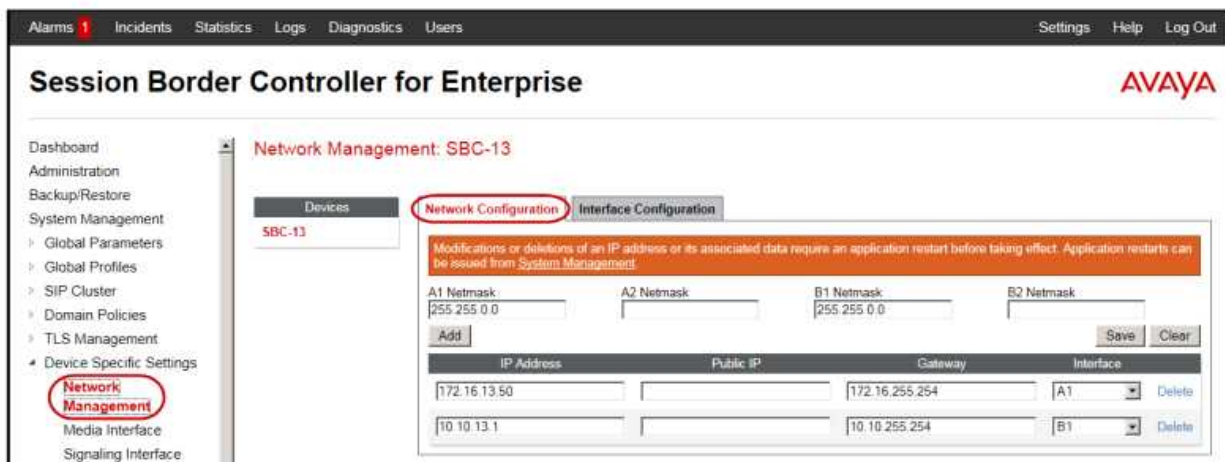 Alarms 1 Incidents Statistics Logs Diagnostics Users Settings Help Log Out
Session Border Controller for Enterprise
AVAYA
Dashboard
Administration
Backup/Restore
System Management
Global Parameters
Global Profiles
SIP Cluster
Domain Policies
TLS Management
Device Specific Settings
Network
Management
Media Interface
Signaling Interface
Network Management: SBC-13
Devices
SBC-13
Network Configuration Interface Configuration
Modifications or deletions of an IP address or its associated data require an application restart before taking effect. Application restarts can
be issued from System Management.
A1 Netmask A2 Netmask B1 Netmask B2 Netmask
255.255.0.0 255.255.0.0
Add Save Clear
IP Address Public IP Gateway Interface
172.16.13.50 172.16.255.254 A1 Delete
10.10.13.1 10.10.255.254 B1 Delete